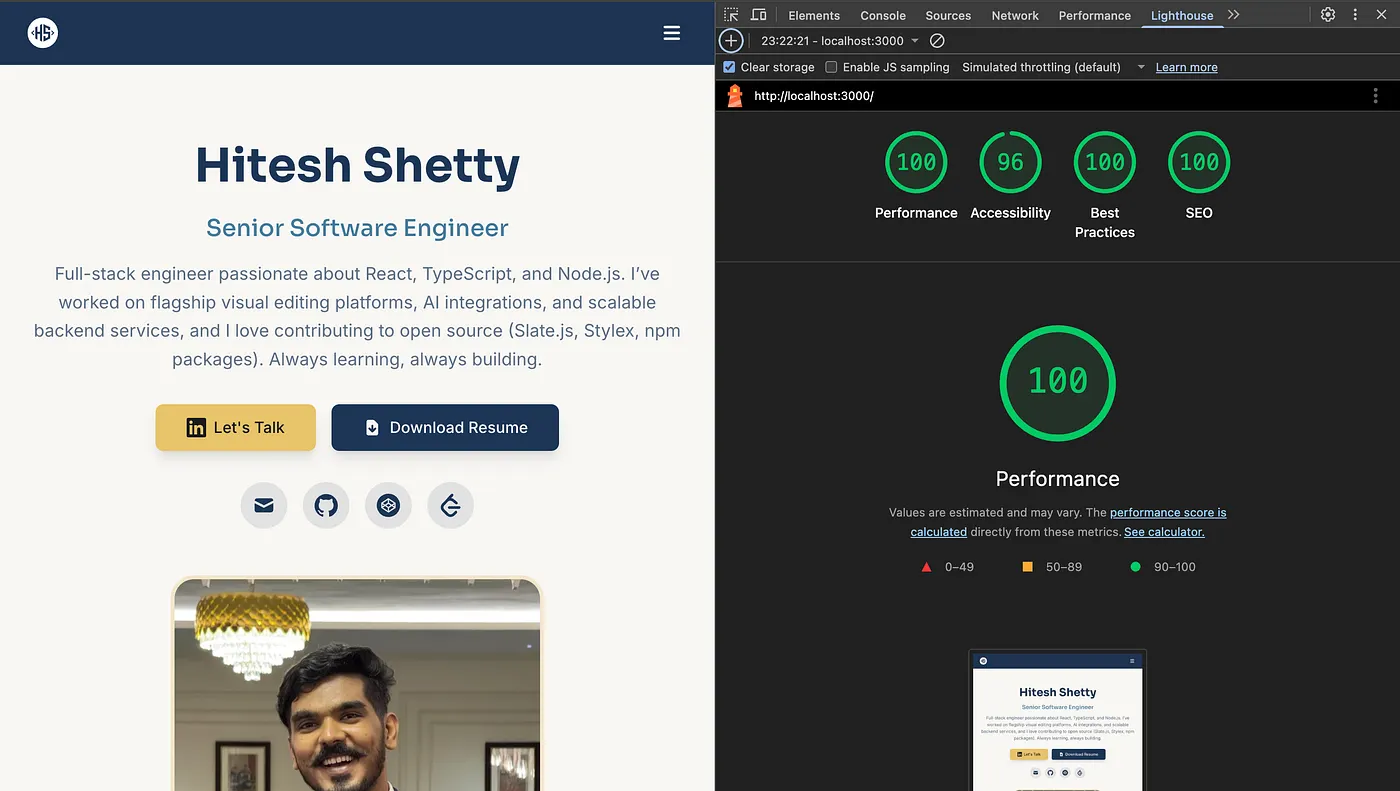 HS
Hitesh Shetty
Senior Software Engineer
Full-stack engineer passionate about React, TypeScript, and Node.js. I’ve
worked on flagship visual editing platforms, AI integrations, and scalable
backend services, and I love contributing to open source (Slate.js, Stylex, npm
packages). Always learning, always building.
Let's Talk
Download Resume
Elements Console Sources Network Performance Lighthouse
23:22:21 - localhost:3000
Clear storage Enable JS sampling Simulated throttling (default) Learn more
http://localhost:3000/
100 96 100 100
Performance Accessibility Best SEO
Practices
100
Performance
Values are estimated and may vary. The performance score is
calculated directly from these metrics. See calculator.
0–49 50–89 90–100
Hitesh Shetty
Senior Software Engineer
Full-stack engineer passionate about React, TypeScript, and Node.js. I’ve
worked on flagship visual editing platforms, AI integrations, and scalable
backend services, and I love contributing to open source (Slate.js, Stylex, npm
packages). Always learning, always building.
Let's Talk Download Resume